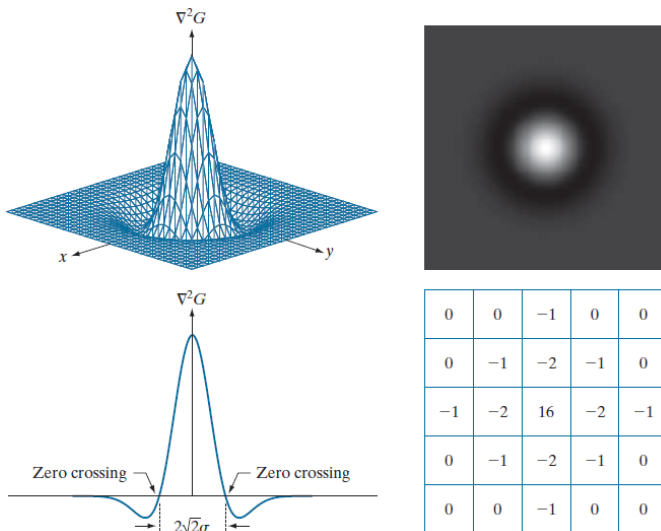 ∇²G
x
y
∇²G
Zero crossing
Zero crossing
2√2σ
0 0 −1 0 0
0 −1 −2 −1 0
−1 −2 16 −2 −1
0 −1 −2 −1 0
0 0 −1 0 0